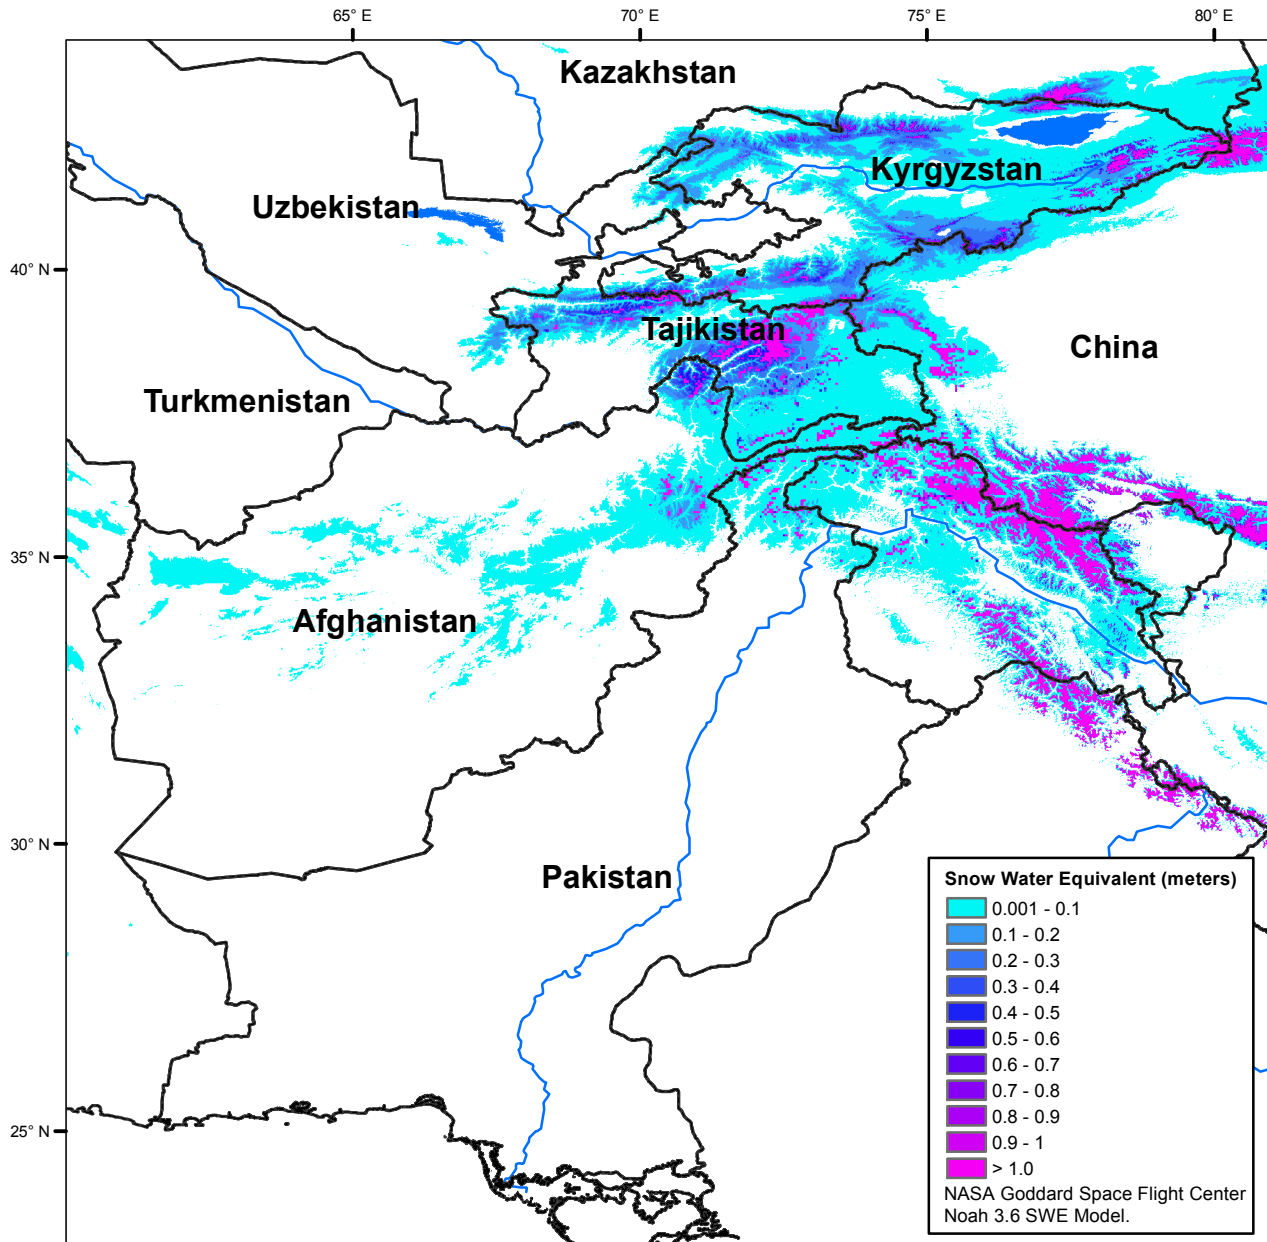 65° E
70° E
75° E
80° E
Kazakhstan
Kyrgyzstan
Uzbekistan
40° N
Tajikistan
China
Turkmenistan
35° N
Afghanistan
30° N
Pakistan
25° N
Snow Water Equivalent (meters)
0.001 - 0.1
0.1 - 0.2
0.2 - 0.3
0.3 - 0.4
0.4 - 0.5
0.5 - 0.6
0.6 - 0.7
0.7 - 0.8
0.8 - 0.9
0.9 - 1
> 1.0
NASA Goddard Space Flight Center
Noah 3.6 SWE Model.